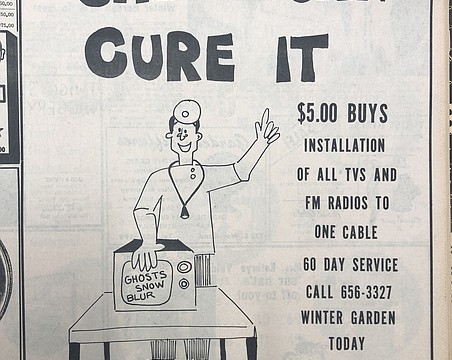 CURE IT
$5.00 BUYS
INSTALLATION
OF ALL TVS AND
FM RADIOS TO
ONE CABLE
60 DAY SERVICE
CALL 656-3327
WINTER GARDEN
TODAY
GHOSTS
SNOW
BLUR